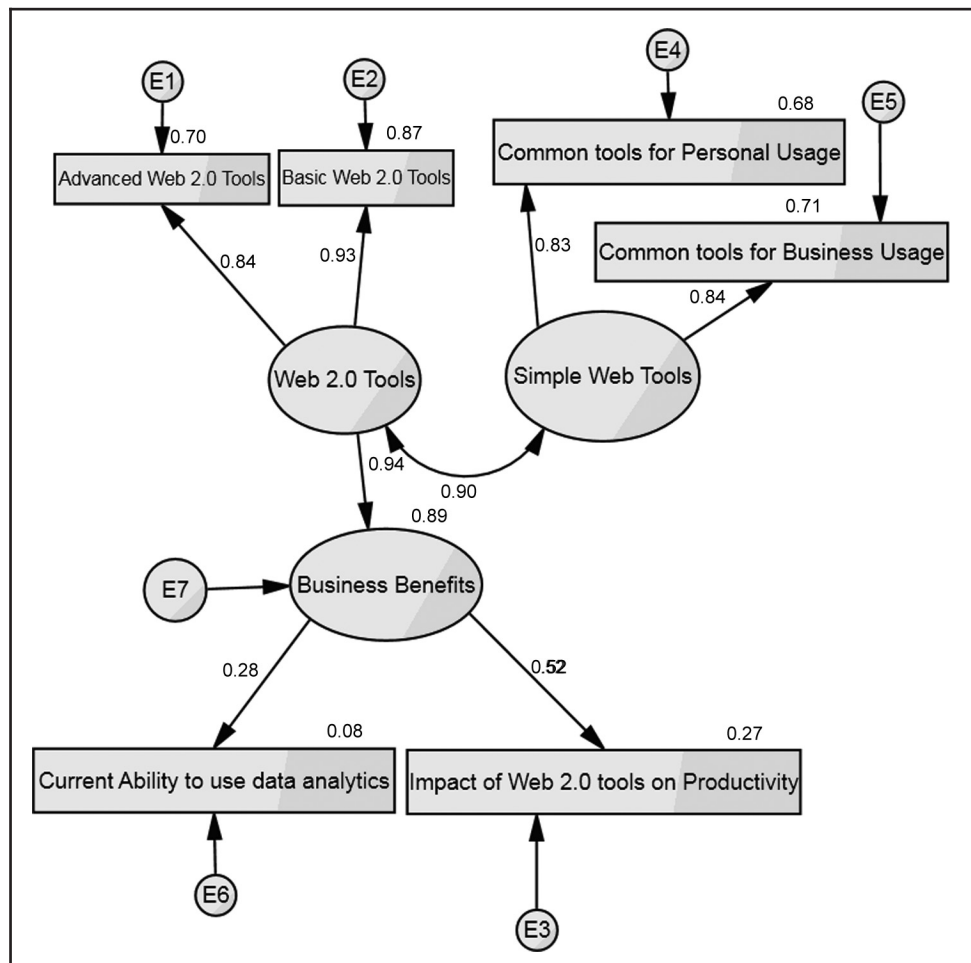 E1
E2
E4
E5
0.70
0.87
0.68
Advanced Web 2.0 Tools
Basic Web 2.0 Tools
Common tools for Personal Usage
0.71
Common tools for Business Usage
0.84
0.93
0.83
0.84
Web 2.0 Tools
Simple Web Tools
0.94
0.90
0.89
E7
Business Benefits
0.28
0.52
0.08
0.27
Current Ability to use data analytics
Impact of Web 2.0 tools on Productivity
E6
E3